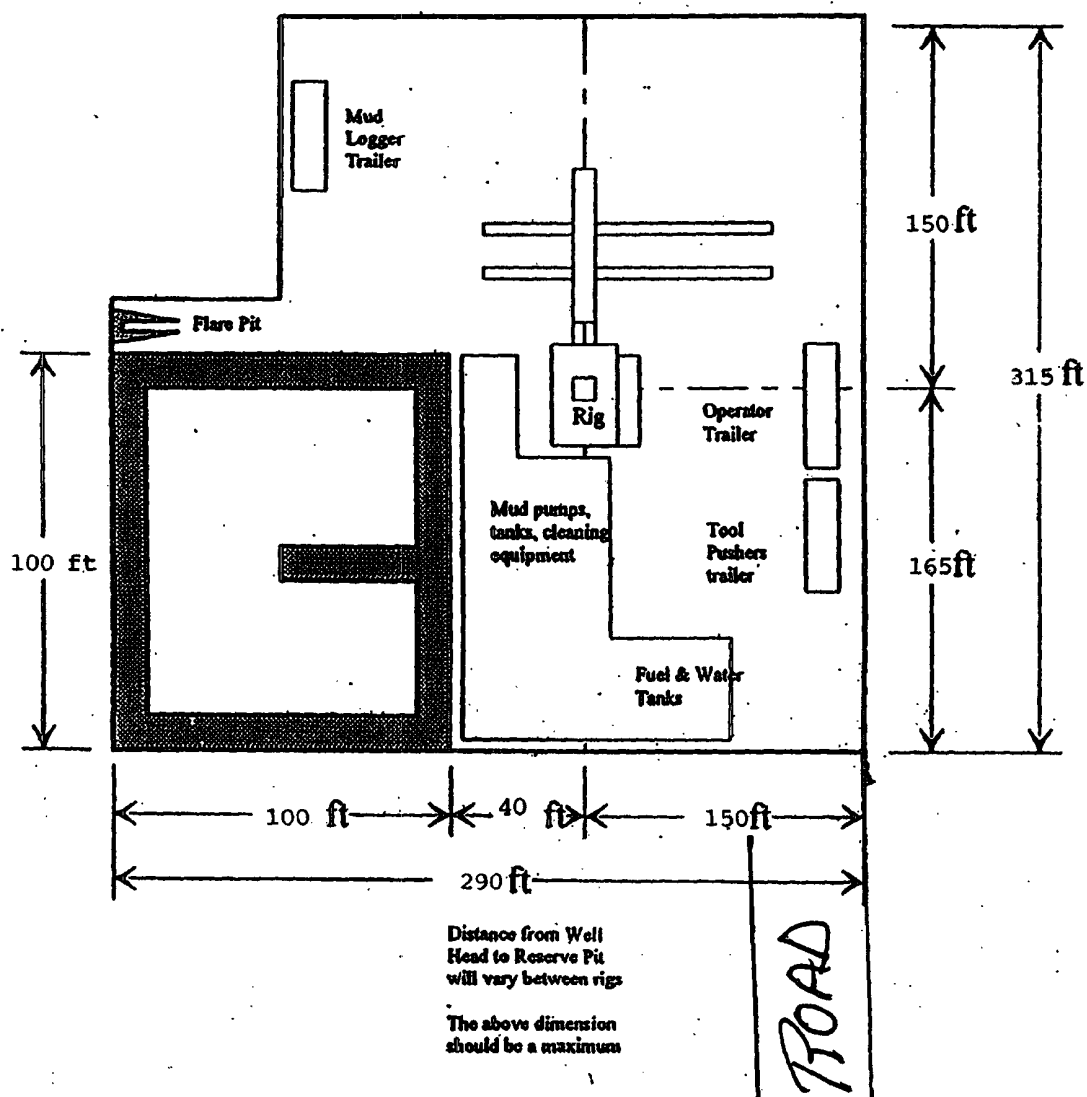 Mud
Logger
Trailer
150 ft
Flare Pit
315 ft
Rig
Operator
Trailer
Mud pumps,
tanks, cleaning
equipment
Tool
Pushers
trailer
100 ft
165ft
Fuel & Water
Tanks
100 ft
40 ft
150ft
290 ft
Distance from Well
Head to Reserve Pit
will vary between rigs
The above dimension
should be a maximum
ROAD